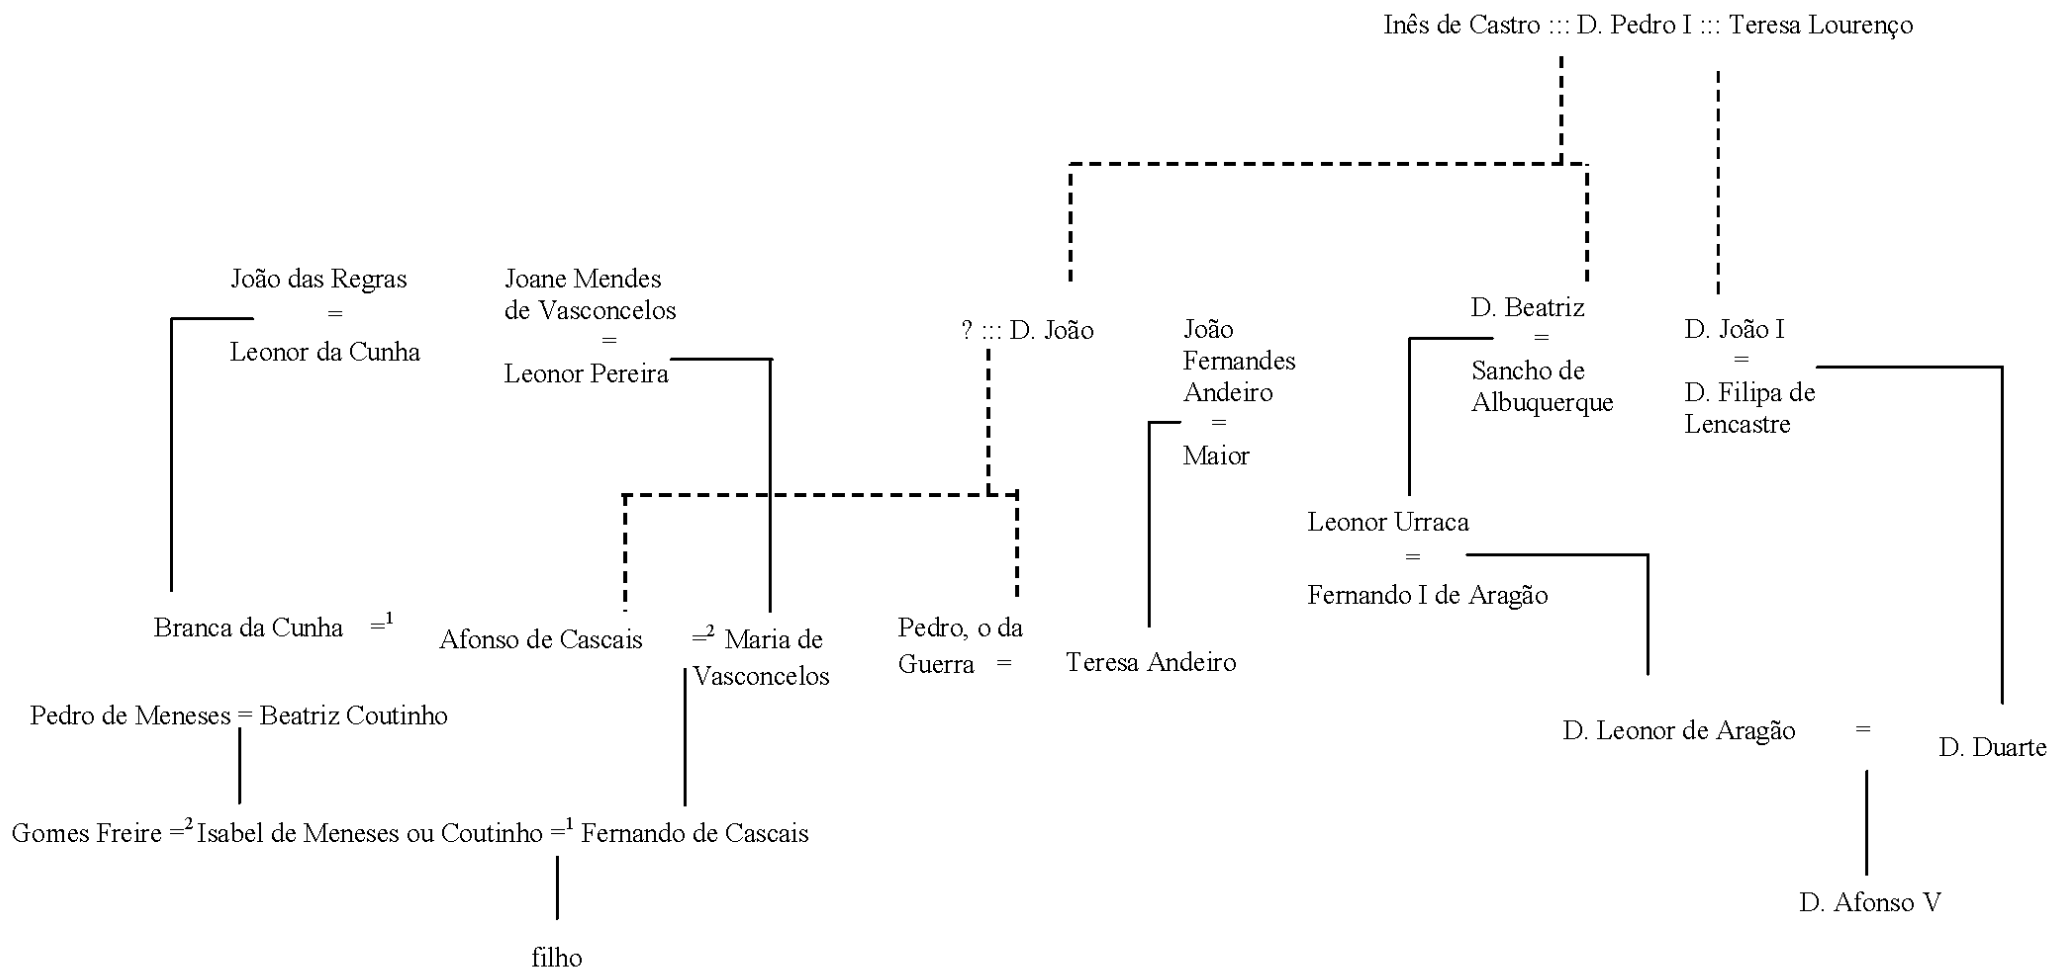 Inês de Castro ::: D. Pedro I ::: Teresa Lourenço
João das Regras
=
Leonor da Cunha
Joane Mendes
de Vasconcelos
=
Leonor Pereira
? ::: D. João
João
Fernandes
Andeiro
=
Maior
D. Beatriz
=
Sancho de
Albuquerque
D. João I
=
D. Filipa de
Lencastre
Leonor Urraca
=
Fernando I de Aragão
Branca da Cunha =1
Afonso de Cascais =2 Maria de
Vasconcelos
Pedro, o da
Guerra =
Teresa Andeiro
Pedro de Meneses = Beatriz Coutinho
D. Leonor de Aragão =
D. Duarte
Gomes Freire =2 Isabel de Meneses ou Coutinho =1 Fernando de Cascais
D. Afonso V
filho